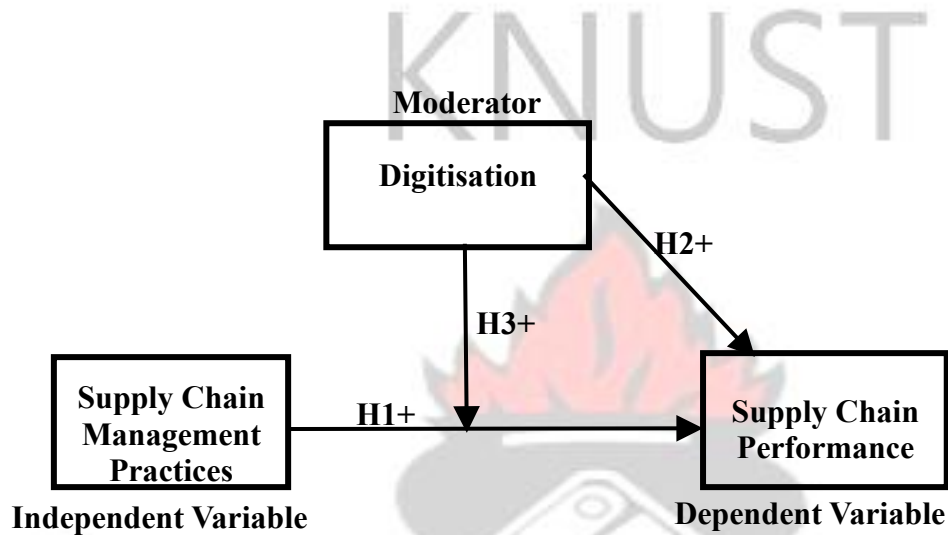 KNUST
Moderator
Digitisation
H2+
H3+
Supply Chain
Management
Practices
H1+
Supply Chain
Performance
Independent Variable
Dependent Variable